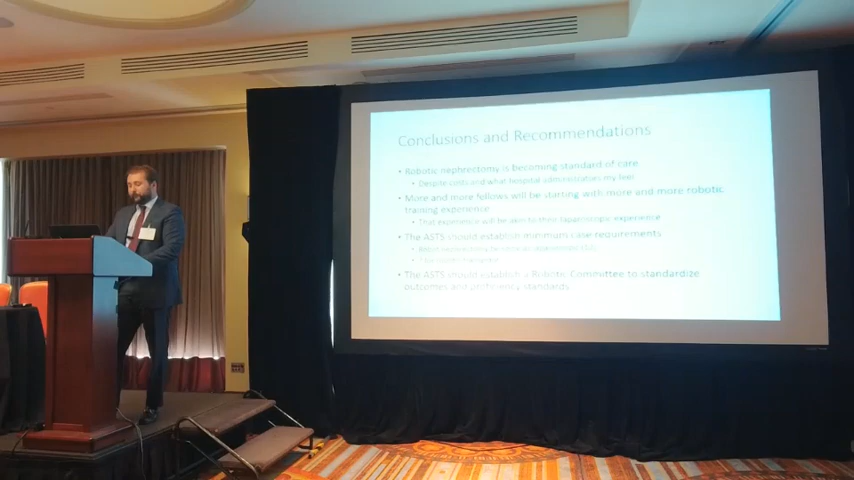 Conclusions and Recommendations
• Robotic nephrectomy is becoming standard of care
• Despite costs and what hospital administrators my feel
• More and more follows will be starting with more and more robotic
training experience
• That experience will be akin to their laparoscopic experience
• The ASTS should establish minimum case requirements
• The ASTS should establish a Robotic Committee to standardize
outcomes and proficiency standards